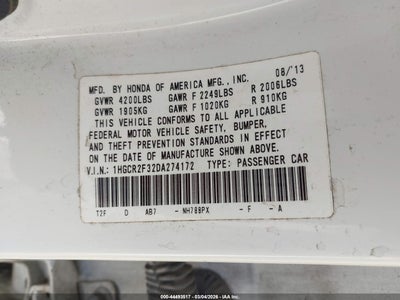 MFD. BY HONDA OF AMERICA MFG., INC. 08/'13
GVWR 4200LBS GAWR F 2249LBS R 2006LBS
GVWR 1905KG GAWR F 1020KG R 910KG
THIS VEHICLE CONFORMS TO ALL APPLICABLE
FEDERAL MOTOR VEHICLE SAFETY, BUMPER,
AND THEFT PREVENTION STANDARDS IN EFFECT
ON THE DATE OF MANUFACTURE SHOWN ABOVE.
V.I.N.: 1HGCR2F32DA274172 TYPE: PASSENGER CAR
T2F D AB7 -NH788PX -F -A
000-44493517 | 03/04/2026 | IAA Inc.